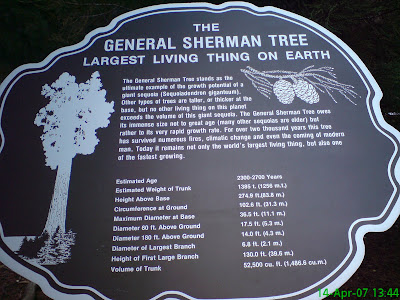 THE
GENERAL SHERMAN TREE
LARGEST LIVING THING ON EARTH
The General Sherman Tree stands as the
ultimate example of the growth potential of a
giant sequoia (Sequoiadendron giganteum).
Other types of trees are taller, or thicker at the
base, but no other living thing on this planet
exceeds the volume of this giant sequoia. The General Sherman Tree owes
its immense size not to great age (many other sequoias are older) but
rather to its very rapid growth rate. For over two thousand years this tree
has survived numerous fires, climatic change and even the coming of modern
man. Today it remains not only the world's largest living thing, but also one
of the fastest growing.
Estimated Age 2300-2700 Years
Estimated Weight of Trunk 1385 t. (1256 m.t.)
Height Above Base 274.9 ft (83.8 m.)
Circumference at Ground 102.6 ft. (31.3 m.)
Maximum Diameter at Base 36.5 ft. (11.1 m.)
Diameter 60 ft. Above Ground 17.5 ft. (5.3 m.)
Diameter 180 ft. Above Ground 14.0 ft. (4.3 m.)
Diameter of Largest Branch 6.8 ft. (2.1 m.)
Height of First Large Branch 130.0 ft. (39.6 m.)
Volume of Trunk 52,500 cu. ft. (1,486.6 cu.m.)
14-Apr-07 13:44